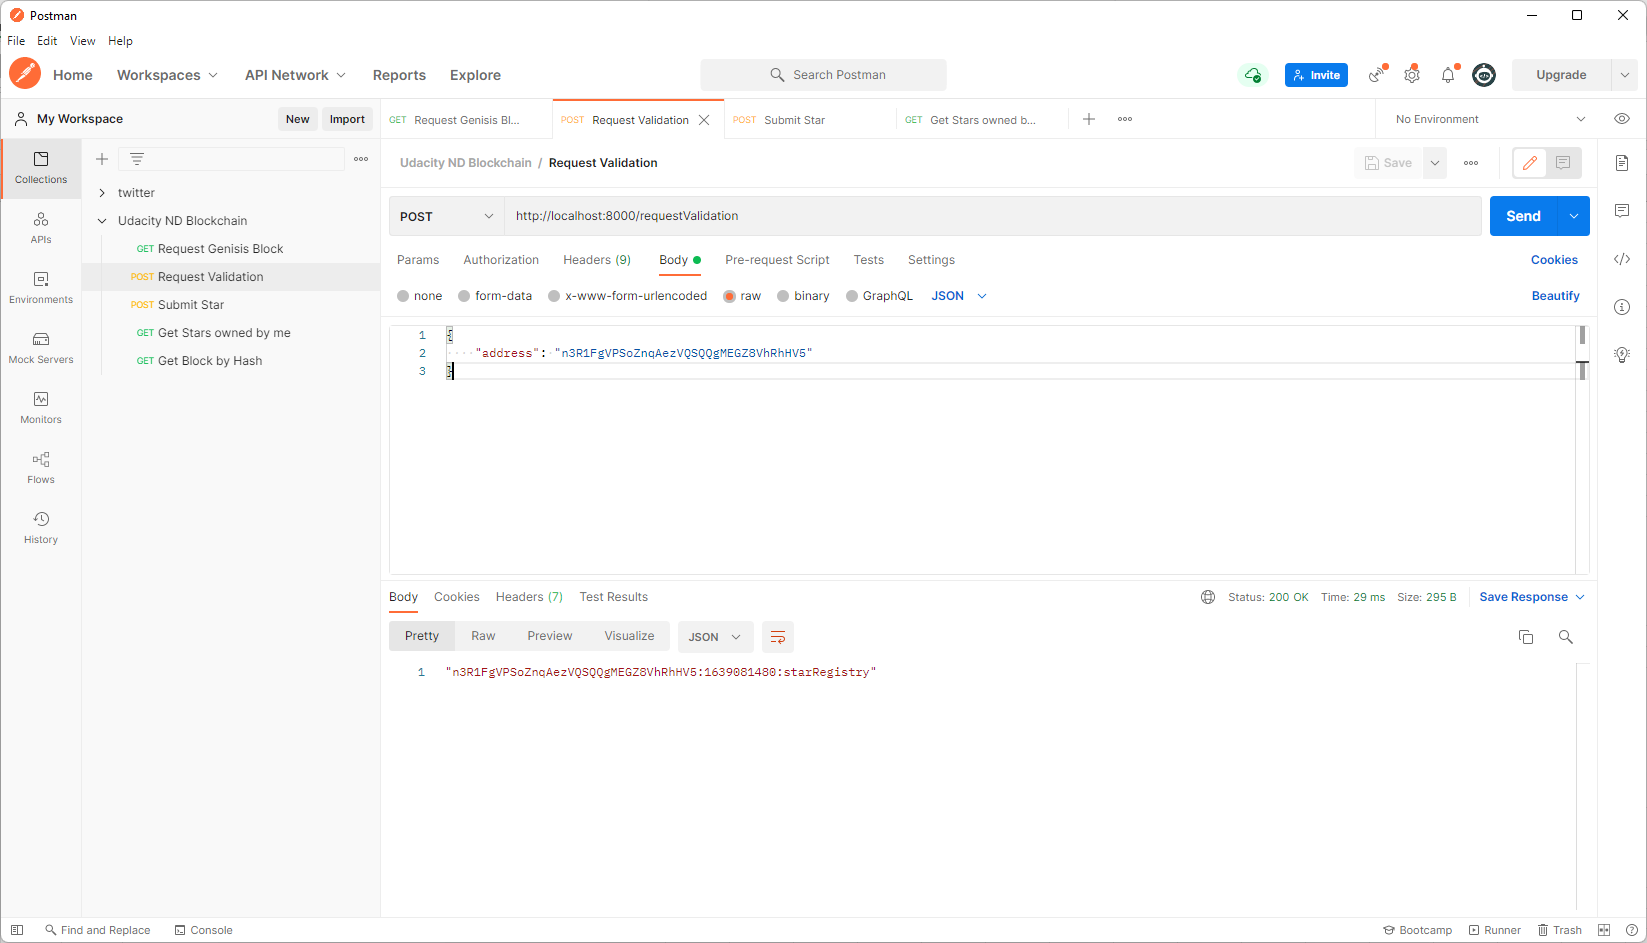 Postman
File Edit View Help
Home Workspaces API Network Reports Explore Search Postman Invite Upgrade
My Workspace New Import GET Request Genisis Bl... POST Request Validation POST Submit Star GET Get Stars owned b... No Environment
Collections
APIs
Environments
Mock Servers
Monitors
Flows
History
twitter
Udacity ND Blockchain
GET Request Genisis Block
POST Request Validation
POST Submit Star
GET Get Stars owned by me
GET Get Block by Hash
Udacity ND Blockchain / Request Validation Save
POST http://localhost:8000/requestValidation Send
Params Authorization Headers (9) Body Pre-request Script Tests Settings Cookies
none form-data x-www-form-urlencoded raw binary GraphQL JSON Beautify
1 {
2 "address": "n3R1FgVPSoZnqAezVQSQQgMEGZ8VhRhHV5"
3 }
Body Cookies Headers (7) Test Results Status: 200 OK Time: 29 ms Size: 295 B Save Response
Pretty Raw Preview Visualize JSON
1 "n3R1FgVPSoZnqAezVQSQQgMEGZ8VhRhHV5:1639081480:starRegistry"
Find and Replace Console Bootcamp Runner Trash